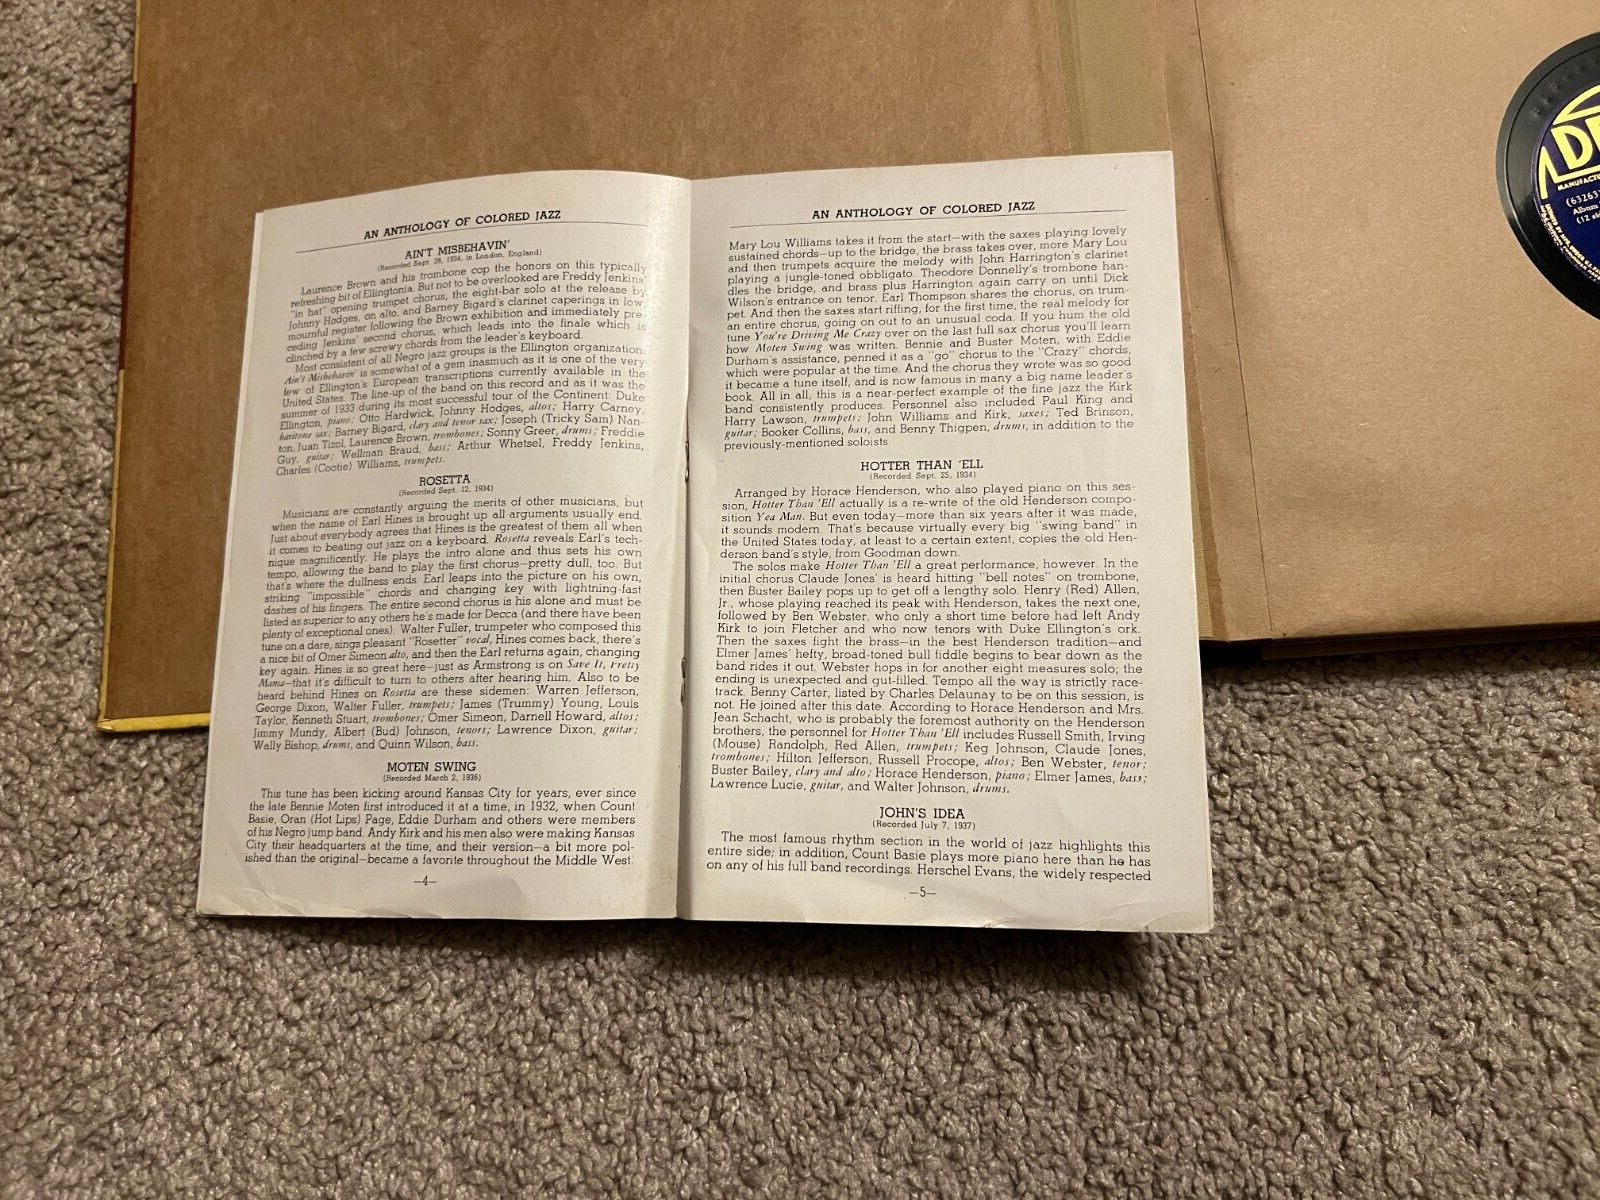 AN ANTHOLOGY OF COLORED JAZZ
AIN'T MISBEHAVIN'
(Recorded Sept. 28, 1934, in London, England)
Laurence Brown and his trombone cop the honors on this typically
refreshing bit of Ellingtonia. But not to be overlooked are Freddy Jenkins'
"in hat" opening trumpet chorus, the eight-bar solo at the release by
Johnny Hodges, on alto, and Barney Bigard's clarinet caperings in low,
mournful register following the Brown exhibition and immediately pre-
ceding Jenkins' second chorus, which leads into the finale which is
clinched by a few screwy chords from the leader's keyboard.
Most consistent of all Negro jazz groups is the Ellington organization.
Ain't Misbehavin' is somewhat of a gem inasmuch as it is one of the very
few of Ellington's European transcriptions currently available in the
United States. The line-up of the band on this record and as it was the
summer of 1933 during its most successful tour of the Continent: Duke
Ellington, piano; Otto Hardwick, Johnny Hodges, altos; Harry Carney,
baritone sax; Barney Bigard, clary and tenor sax; Joseph (Tricky Sam) Nan-
ton, Juan Tizol, Laurence Brown, trombones; Sonny Greer, drums; Freddie
Guy, guitar; Wellman Braud, bass; Arthur Whetsel, Freddy Jenkins,
Charles (Cootie) Williams, trumpets.
ROSETTA
(Recorded Sept. 12, 1934)
Musicians are constantly arguing the merits of other musicians, but
when the name of Earl Hines is brought up all arguments usually end.
Just about everybody agrees that Hines is the greatest of them all when
it comes to beating out jazz on a keyboard. Rosetta reveals Earl's tech-
nique magnificently. He plays the intro alone and thus sets his own
tempo, allowing the band to play the first chorus—pretty dull, too. But
that's where the dullness ends. Earl leaps into the picture on his own,
striking "impossible" chords and changing key with lightning-fast
dashes of his fingers. The entire second chorus is his alone and must be
listed as superior to any others he's made for Decca (and there have been
plenty of exceptional ones). Walter Fuller, trumpeter who composed this
tune on a dare, sings pleasant "Rosetter" vocal, Hines comes back, there's
a nice bit of Omer Simeon alto, and then the Earl returns again, changing
key again. Hines is so great here—just as Armstrong is on Save It, Pretty
Mama—that it's difficult to turn to others after hearing him. Also to be
heard behind Hines on Rosetta are these sidemen: Warren Jefferson,
George Dixon, Walter Fuller, trumpets; James (Trummy) Young, Louis
Taylor, Kenneth Stuart, trombones; Omer Simeon, Darnell Howard, altos;
Jimmy Mundy, Albert (Bud) Johnson, tenors; Lawrence Dixon, guitar;
Wally Bishop, drums, and Quinn Wilson, bass.
MOTEN SWING
(Recorded March 2, 1936)
This tune has been kicking around Kansas City for years, ever since
the late Bennie Moten first introduced it at a time, in 1932, when Count
Basie, Oran (Hot Lips) Page, Eddie Durham and others were members
of his Negro jump band. Andy Kirk and his men also were making Kansas
City their headquarters at the time, and their version—a bit more pol-
ished than the original—became a favorite throughout the Middle West.
—4—
AN ANTHOLOGY OF COLORED JAZZ
Mary Lou Williams takes it from the start—with the saxes playing lovely
sustained chords—up to the bridge, the brass takes over, more Mary Lou
and then trumpets acquire the melody with John Harrington's clarinet
playing a jungle-toned obbligato. Theodore Donnelly's trombone han-
dles the bridge, and brass plus Harrington again carry on until Dick
Wilson's entrance on tenor. Earl Thompson shares the chorus, on trum-
pet. And then the saxes start riffing, for the first time, the real melody for
an entire chorus, going on out to an unusual coda. If you hum the old
tune You're Driving Me Crazy over on the last full sax chorus you'll learn
how Moten Swing was written. Bennie and Buster Moten, with Eddie
Durham's assistance, penned it as a "go" chorus to the "Crazy" chords,
which were popular at the time. And the chorus they wrote was so good
it became a tune itself, and is now famous in many a big name leader's
book. All in all, this is a near-perfect example of the fine jazz the Kirk
band consistently produces. Personnel also included Paul King and
Harry Lawson, trumpets; John Williams and Kirk, saxes; Ted Brinson,
guitar; Booker Collins, bass, and Benny Thigpen, drums, in addition to the
previously-mentioned soloists.
HOTTER THAN 'ELL
(Recorded Sept. 25, 1934)
Arranged by Horace Henderson, who also played piano on this ses-
sion, Hotter Than 'Ell actually is a re-write of the old Henderson compo-
sition Yea Man. But even today—more than six years after it was made,
it sounds modern. That's because virtually every big "swing band" in
the United States today, at least to a certain extent, copies the old Hen-
derson band's style, from Goodman down.
The solos make Hotter Than 'Ell a great performance, however. In the
initial chorus Claude Jones' is heard hitting "bell notes" on trombone,
then Buster Bailey pops up to get off a lengthy solo. Henry (Red) Allen,
Jr., whose playing reached its peak with Henderson, takes the next one,
followed by Ben Webster, who only a short time before had left Andy
Kirk to join Fletcher and who now tenors with Duke Ellington's ork.
Then the saxes fight the brass—in the best Henderson tradition—and
Elmer James' hefty, broad-toned bull fiddle begins to bear down as the
band rides it out. Webster hops in for another eight measures solo; the
ending is unexpected and gut-filled. Tempo all the way is strictly race-
track. Benny Carter, listed by Charles Delaunay to be on this session, is
not. He joined after this date. According to Horace Henderson and Mrs.
Jean Schacht, who is probably the foremost authority on the Henderson
brothers, the personnel for Hotter Than 'Ell includes Russell Smith, Irving
(Mouse) Randolph, Red Allen, trumpets; Keg Johnson, Claude Jones,
trombones; Hilton Jefferson, Russell Procope, altos; Ben Webster, tenor;
Buster Bailey, clary and alto; Horace Henderson, piano; Elmer James, bass;
Lawrence Lucie, guitar, and Walter Johnson, drums.
JOHN'S IDEA
(Recorded July 7, 1937)
The most famous rhythm section in the world of jazz highlights this
entire side; in addition, Count Basie plays more piano here than he has
on any of his full band recordings. Herschel Evans, the widely respected
—5—
DE
MANUFACTU
(63263
Album
(12 si